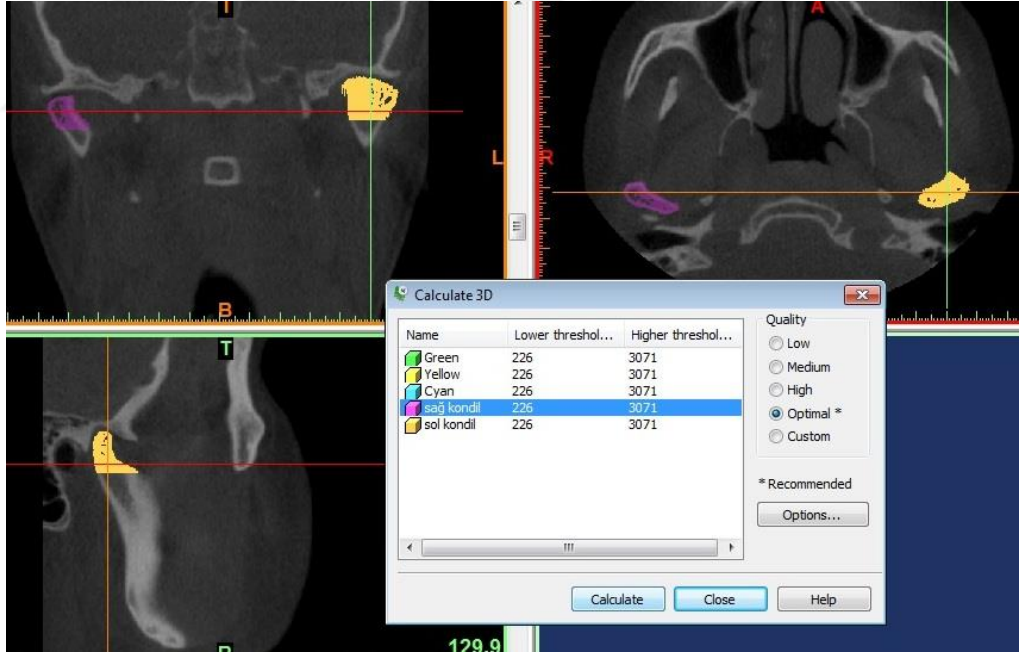 T
A
L
R
B
Calculate 3D
Name Lower threshol... Higher threshol...
Green 226 3071
Yellow 226 3071
Cyan 226 3071
sağ kondil 226 3071
sol kondil 226 3071
Quality
Low
Medium
High
Optimal *
Custom
* Recommended
Options...
Calculate Close Help
T
129.9